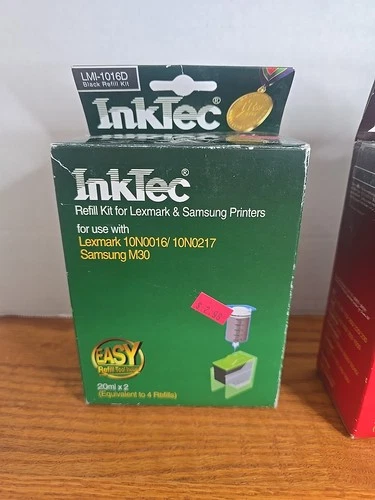 LMI-1016D
Black Refill Kit
InkTec®
InkTec®
Refill Kit for Lexmark & Samsung Printers
for use with
Lexmark 10N0016/ 10N0217
Samsung M30
EASY
Refill
20ml x 2
(Equivalent to 4 Refills)